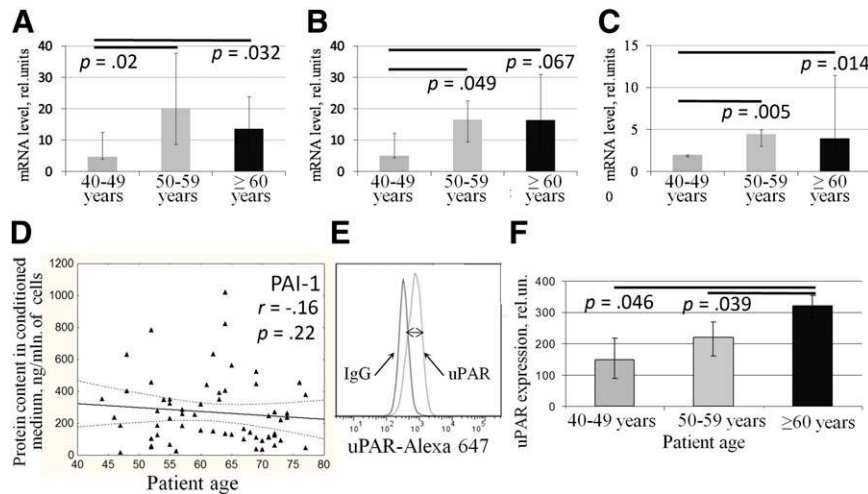 A
mRNA level, rel.units
40
30
20
10
0
p = .02
p = .032
40-49 years
50-59 years
≥ 60 years
B
mRNA level, rel.units
40
30
20
10
0
p = .049
p = .067
40-49 years
50-59 years
≥ 60 years
:
C
mRNA level, rel.units
15
10
5
0
0
p = .005
p = .014
40-49 years
50-59 years
≥ 60 years
D
Protein content in conditioned
medium, ng/mln. of cells
1200
1000
800
600
400
200
0
PAI-1
r = -.16
p = .22
40 45 50 55 60 65 70 75 80
Patient age
E
IgG
uPAR
10¹ 10² 10³ 10⁴ 10⁵
uPAR-Alexa 647
F
uPAR expression, rel.un.
400
300
200
100
0
p = .046
p = .039
40-49 years
50-59 years
≥60 years
Patient age